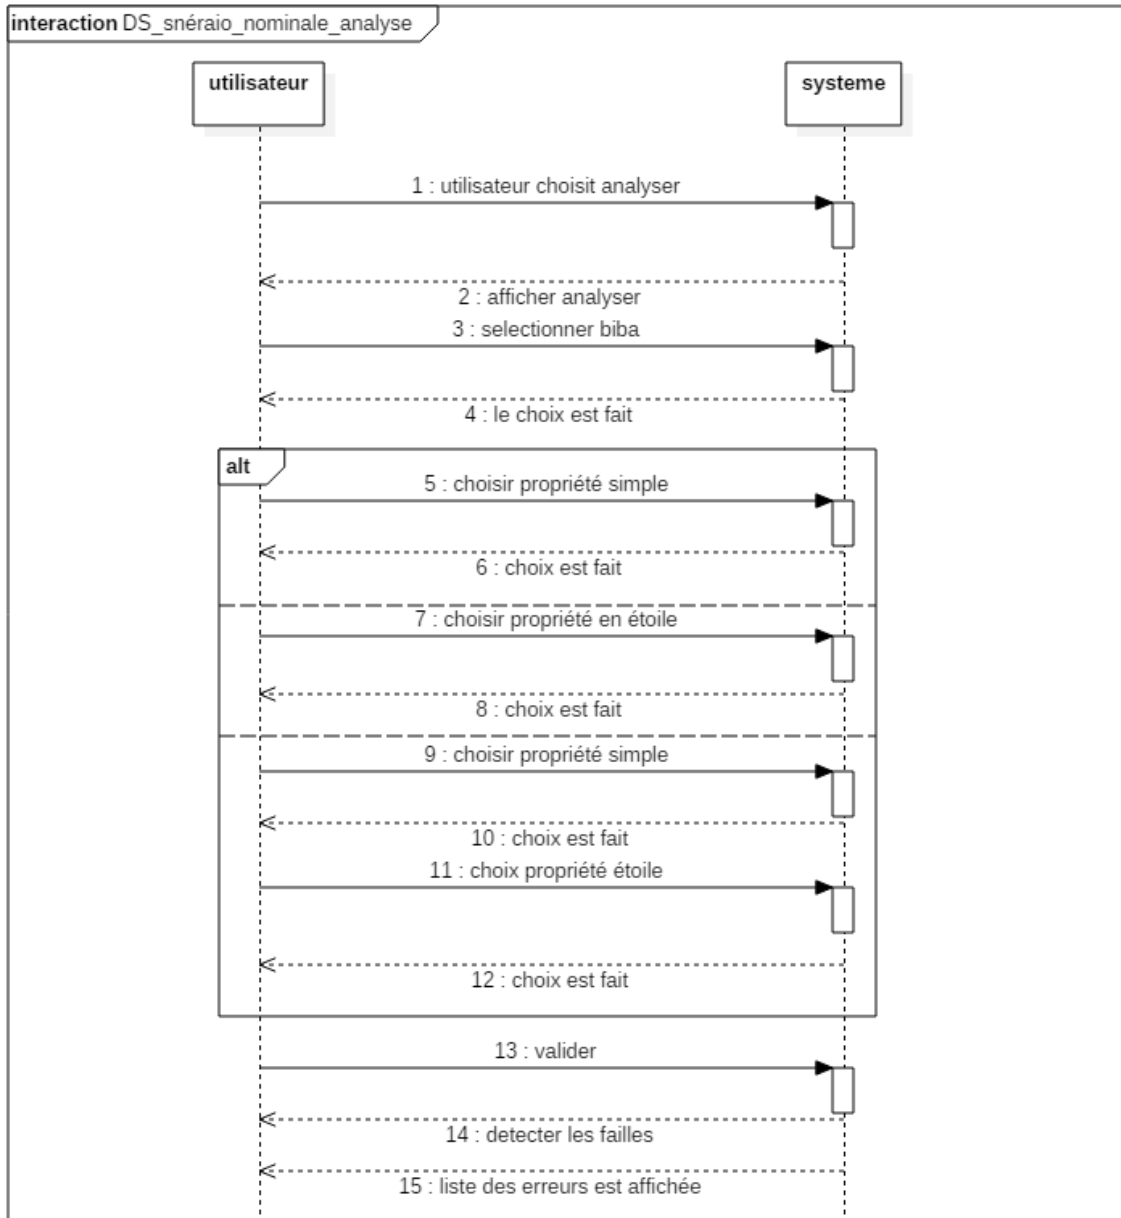 interaction DS_snéraio_nominale_analyse
utilisateur
systeme
1 : utilisateur choisit analyser
2 : afficher analyser
3 : selectionner biba
4 : le choix est fait
alt
5 : choisir propriété simple
6 : choix est fait
7 : choisir propriété en étoile
8 : choix est fait
9 : choisir propriété simple
10 : choix est fait
11 : choix propriété étoile
12 : choix est fait
13 : valider
14 : detecter les failles
15 : liste des erreurs est affichée